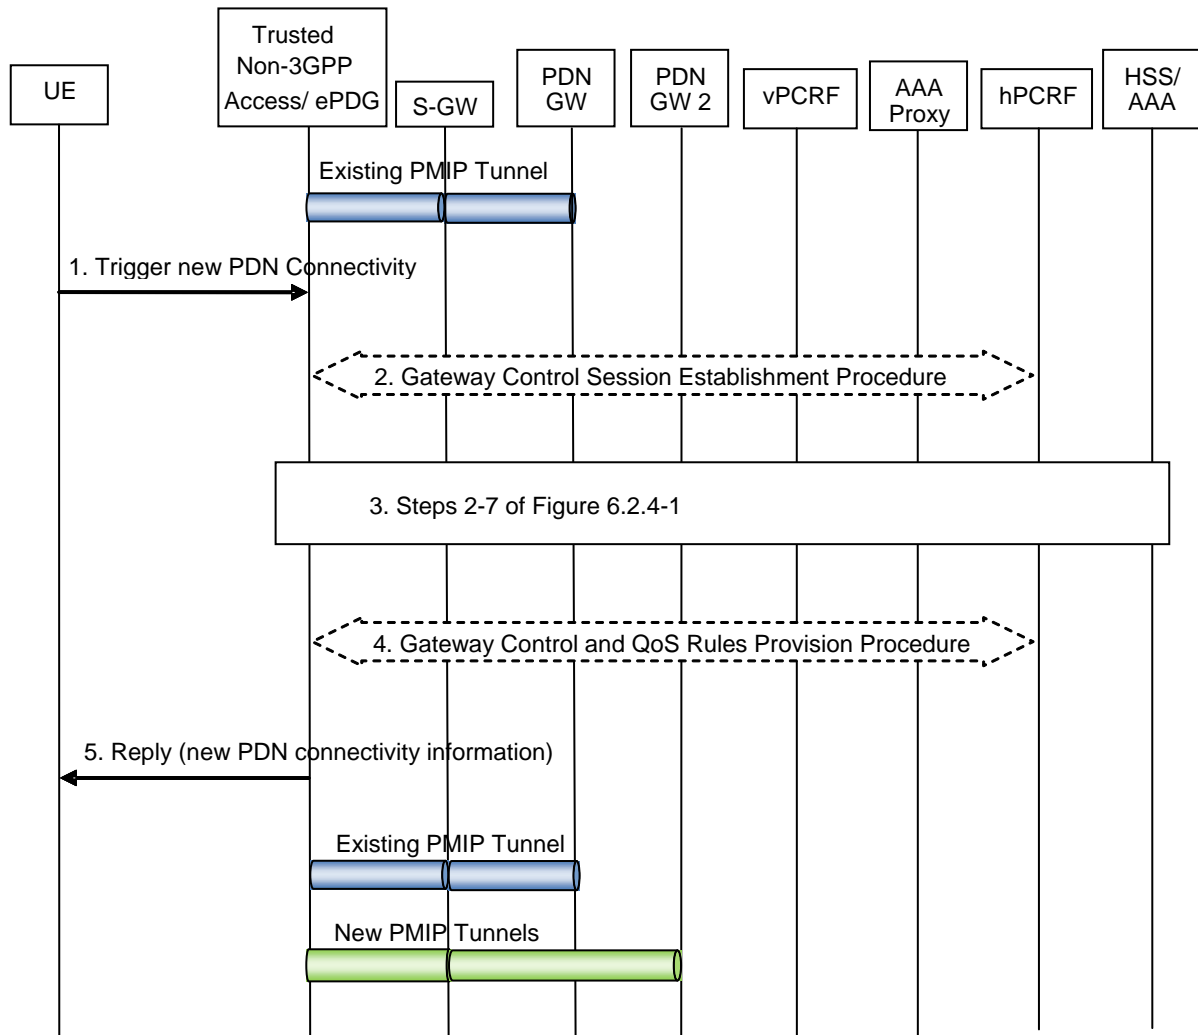 UE
Trusted
Non-3GPP
Access/ ePDG
S-GW
PDN
GW
PDN
GW 2
vPCRF
AAA
Proxy
hPCRF
HSS/
AAA
Existing PMIP Tunnel
1. Trigger new PDN Connectivity
2. Gateway Control Session Establishment Procedure
3. Steps 2-7 of Figure 6.2.4-1
4. Gateway Control and QoS Rules Provision Procedure
5. Reply (new PDN connectivity information)
Existing PMIP Tunnel
New PMIP Tunnels